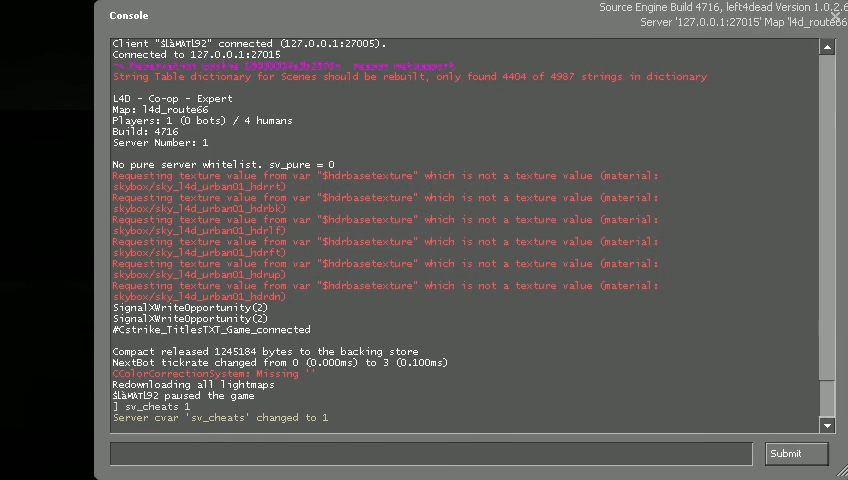 Source Engine Build 4716, left4dead Version 1.0.2.6
Console
Server '127.0.0.1:27015' Map 'l4d_route66
Client "$LàMATL92" connected (127.0.0.1:27005).
Connected to 127.0.0.1:27015
String Table dictionary for Scenes should be rebuilt, only found 4404 of 4987 strings in dictionary
L4D - Co-op - Expert
Map: l4d_route66
Players: 1 (0 bots) / 4 humans
Build: 4716
Server Number: 1
No pure server whitelist. sv_pure = 0
Requesting texture value from var "$hdrbasetexture" which is not a texture value (material:
skybox/sky_l4d_urban01_hdrrt)
Requesting texture value from var "$hdrbasetexture" which is not a texture value (material:
skybox/sky_l4d_urban01_hdrbk)
Requesting texture value from var "$hdrbasetexture" which is not a texture value (material:
skybox/sky_l4d_urban01_hdrlf)
Requesting texture value from var "$hdrbasetexture" which is not a texture value (material:
skybox/sky_l4d_urban01_hdrft)
Requesting texture value from var "$hdrbasetexture" which is not a texture value (material:
skybox/sky_l4d_urban01_hdrup)
Requesting texture value from var "$hdrbasetexture" which is not a texture value (material:
skybox/sky_l4d_urban01_hdrdn)
SignalXWriteOpportunity(2)
SignalXWriteOpportunity(2)
#Cstrike_TitlesTXT_Game_connected
Compact released 1245184 bytes to the backing store
NextBot tickrate changed from 0 (0.000ms) to 3 (0.100ms)
CColorCorrectionSystem: Missing ''
Redownloading all lightmaps
$LàMATL92 paused the game
] sv_cheats 1
Server cvar 'sv_cheats' changed to 1
Submit